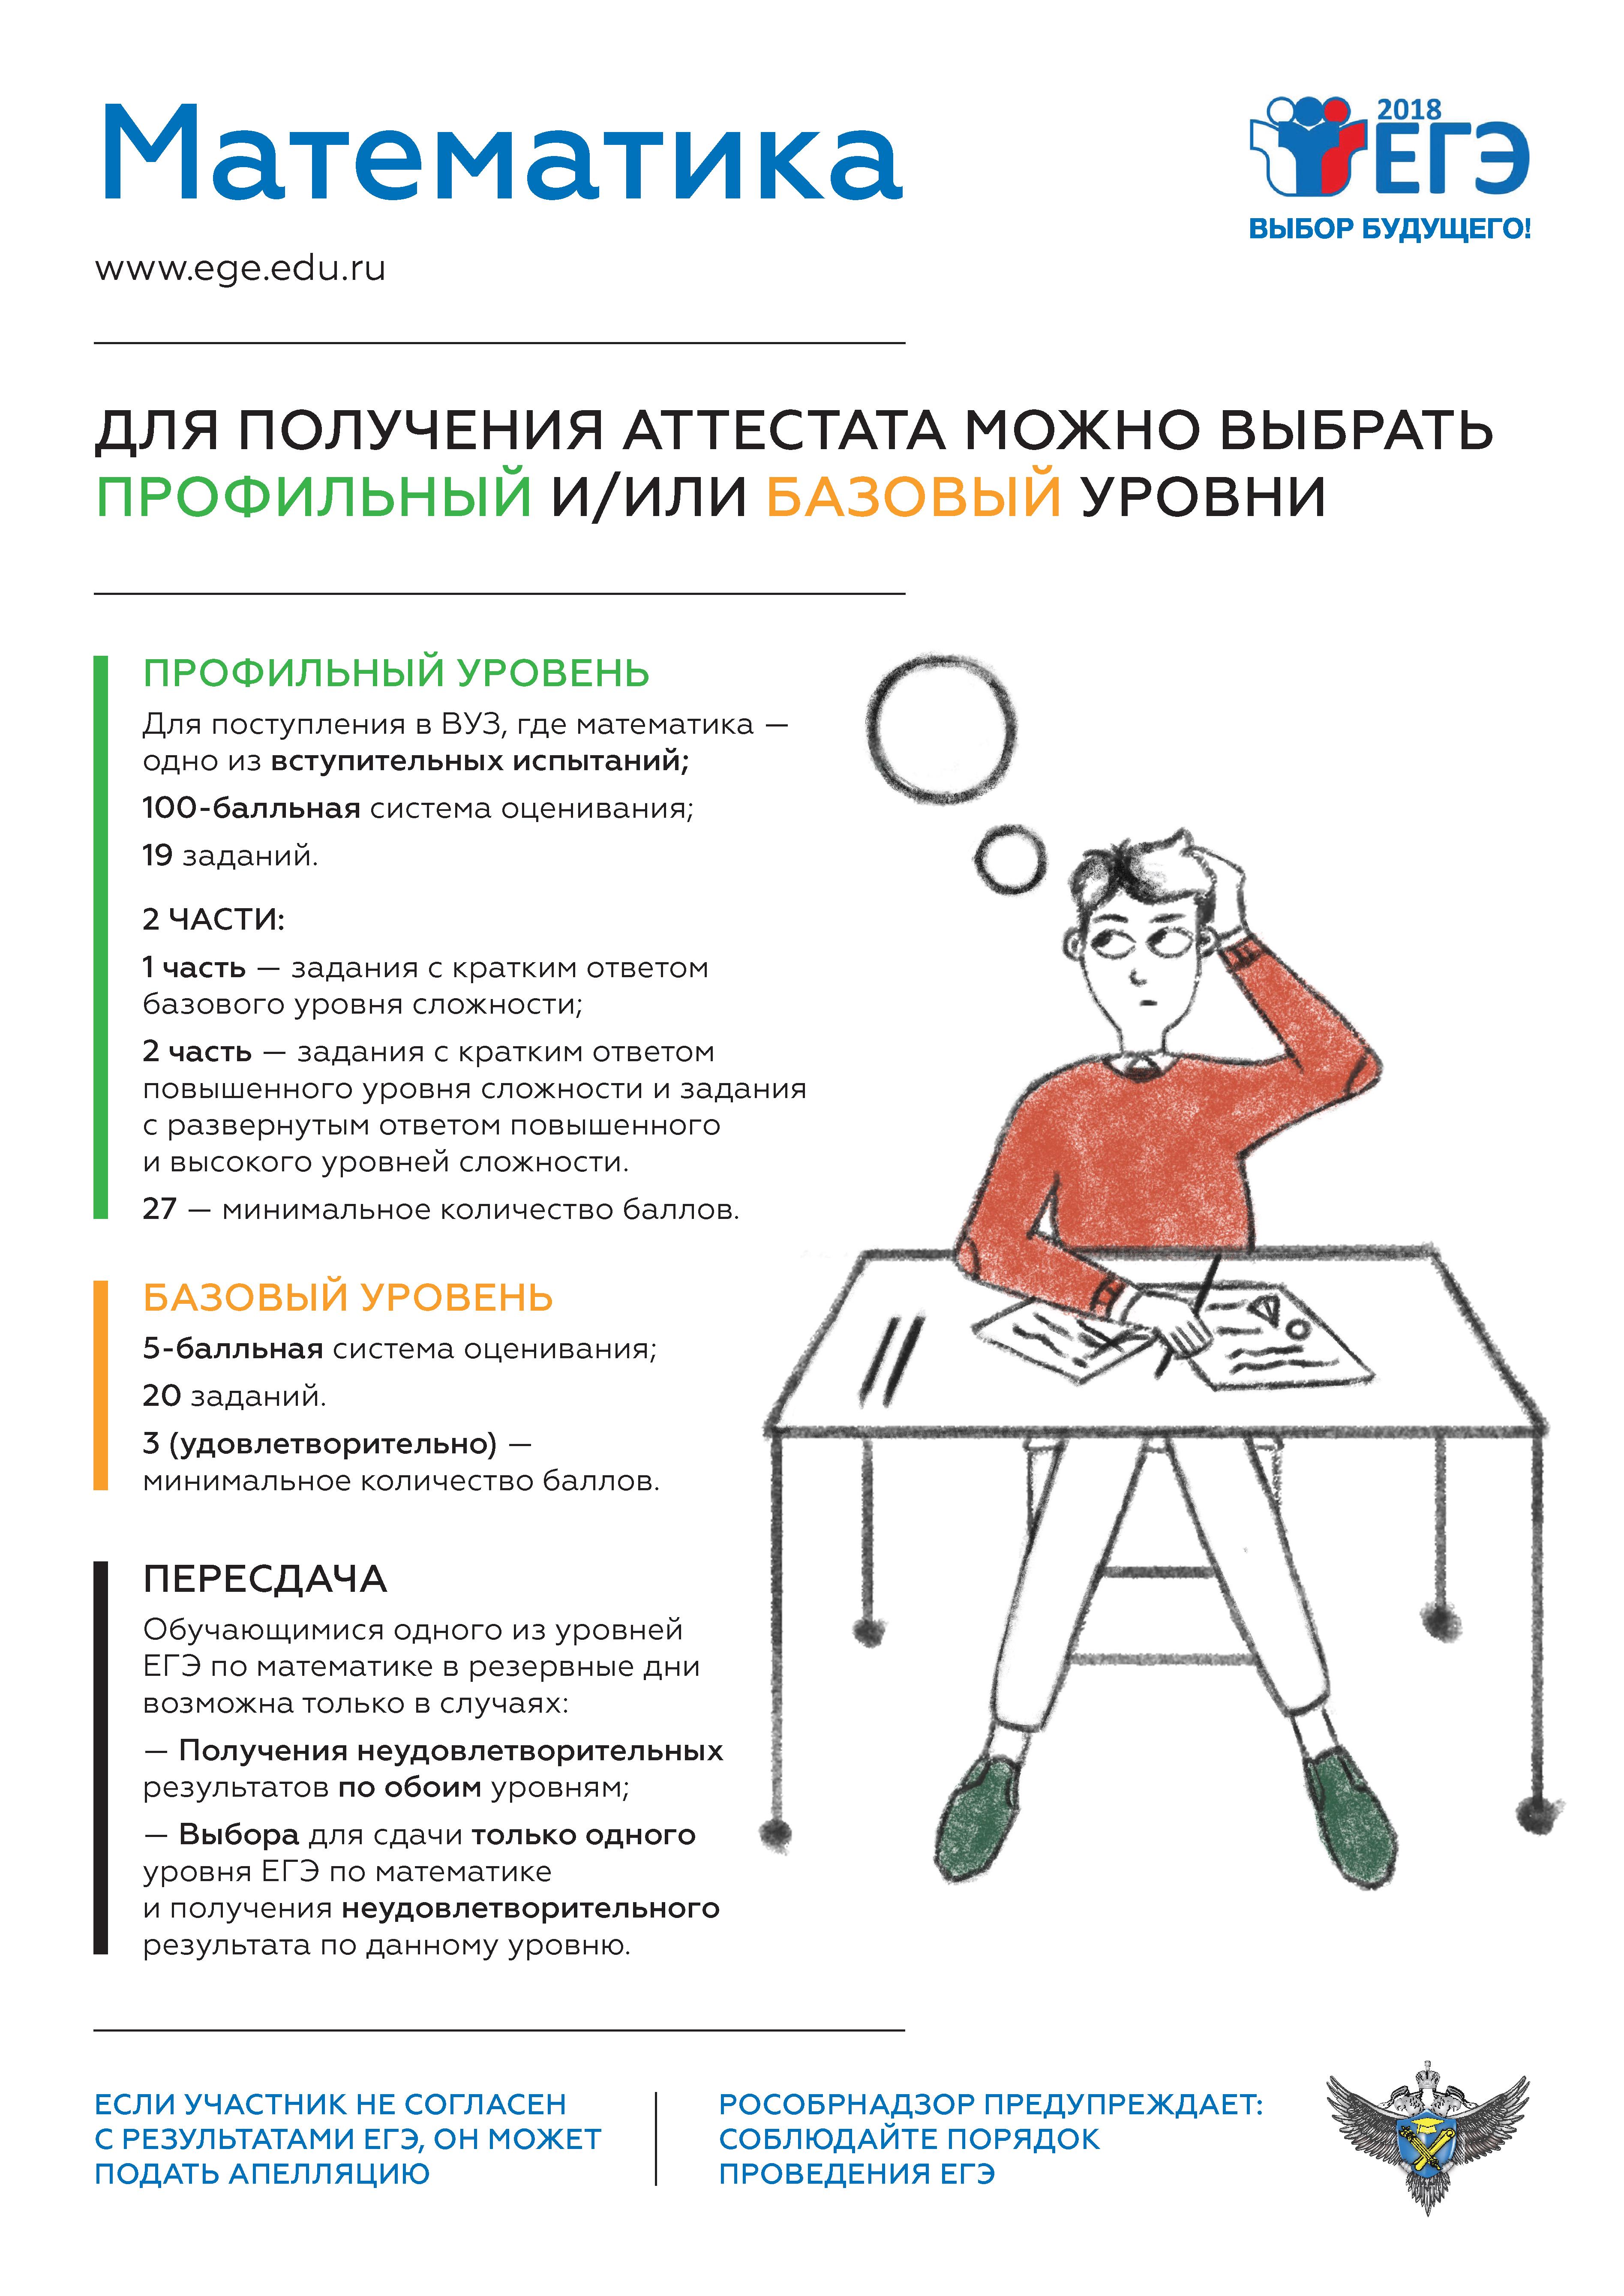 Математика
2018
ЕГЭ
ВЫБОР БУДУЩЕГО!
www.ege.edu.ru
ДЛЯ ПОЛУЧЕНИЯ АТТЕСТАТА МОЖНО ВЫБРАТЬ
ПРОФИЛЬНЫЙ И/ИЛИ БАЗОВЫЙ УРОВНИ
ПРОФИЛЬНЫЙ УРОВЕНЬ
Для поступления в ВУЗ, где математика —
одно из вступительных испытаний;
100-балльная система оценивания;
19 заданий.
2 ЧАСТИ:
1 часть — задания с кратким ответом
базового уровня сложности;
2 часть — задания с кратким ответом
повышенного уровня сложности и задания
с развернутым ответом повышенного
и высокого уровней сложности.
27 — минимальное количество баллов.
БАЗОВЫЙ УРОВЕНЬ
5-балльная система оценивания;
20 заданий.
3 (удовлетворительно) —
минимальное количество баллов.
ПЕРЕСДАЧА
Обучающимися одного из уровней
ЕГЭ по математике в резервные дни
возможна только в случаях:
— Получения неудовлетворительных
результатов по обоим уровням;
— Выбора для сдачи только одного
уровня ЕГЭ по математике
и получения неудовлетворительного
результата по данному уровню.
ЕСЛИ УЧАСТНИК НЕ СОГЛАСЕН
С РЕЗУЛЬТАТАМИ ЕГЭ, ОН МОЖЕТ
ПОДАТЬ АПЕЛЛЯЦИЮ
РОСОБРНАДЗОР ПРЕДУПРЕЖДАЕТ:
СОБЛЮДАЙТЕ ПОРЯДОК
ПРОВЕДЕНИЯ ЕГЭ